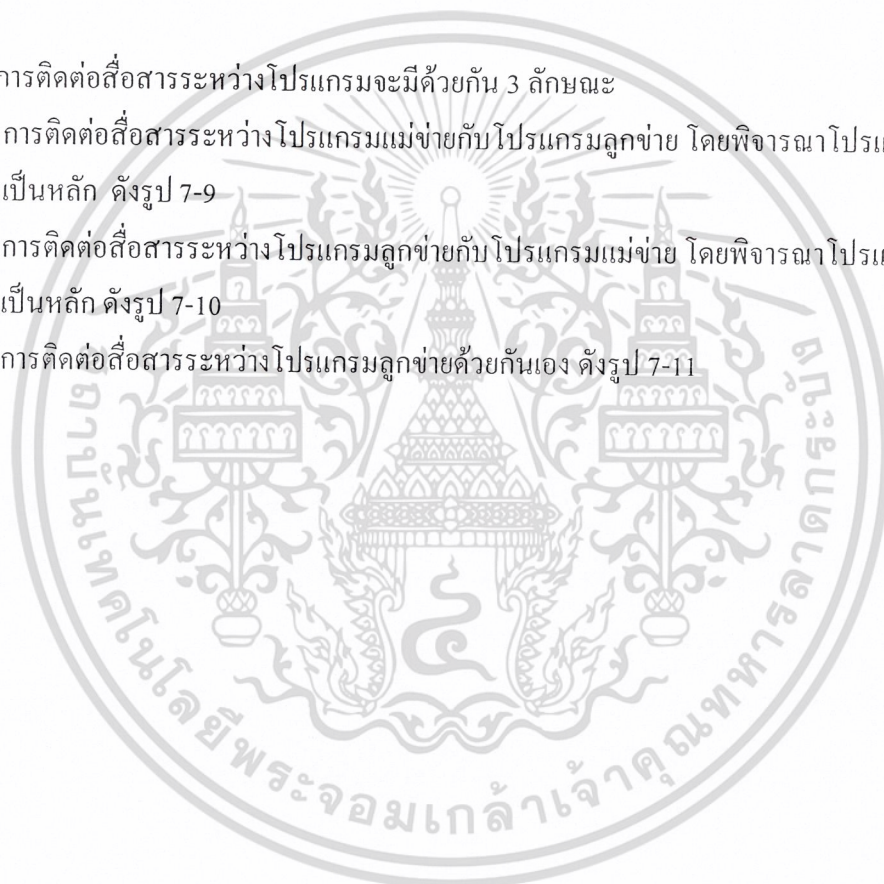 การติดต่อสื่อสารระหว่างโปรแกรมจะมีด้วยกัน 3 ลักษณะ
การติดต่อสื่อสารระหว่างโปรแกรมแม่ข่ายกับโปรแกรมลูกข่าย โดยพิจารณาโปรแ
เป็นหลัก ดังรูป 7-9
การติดต่อสื่อสารระหว่างโปรแกรมลูกข่ายกับโปรแกรมแม่ข่าย โดยพิจารณาโปรแ
เป็นหลัก ดังรูป 7-10
การติดต่อสื่อสารระหว่างโปรแกรมลูกข่ายด้วยกันเอง ดังรูป 7-11
สถาบันเทคโนโลยีพระจอมเกล้าเจ้าคุณทหารลาดกระบัง
๔